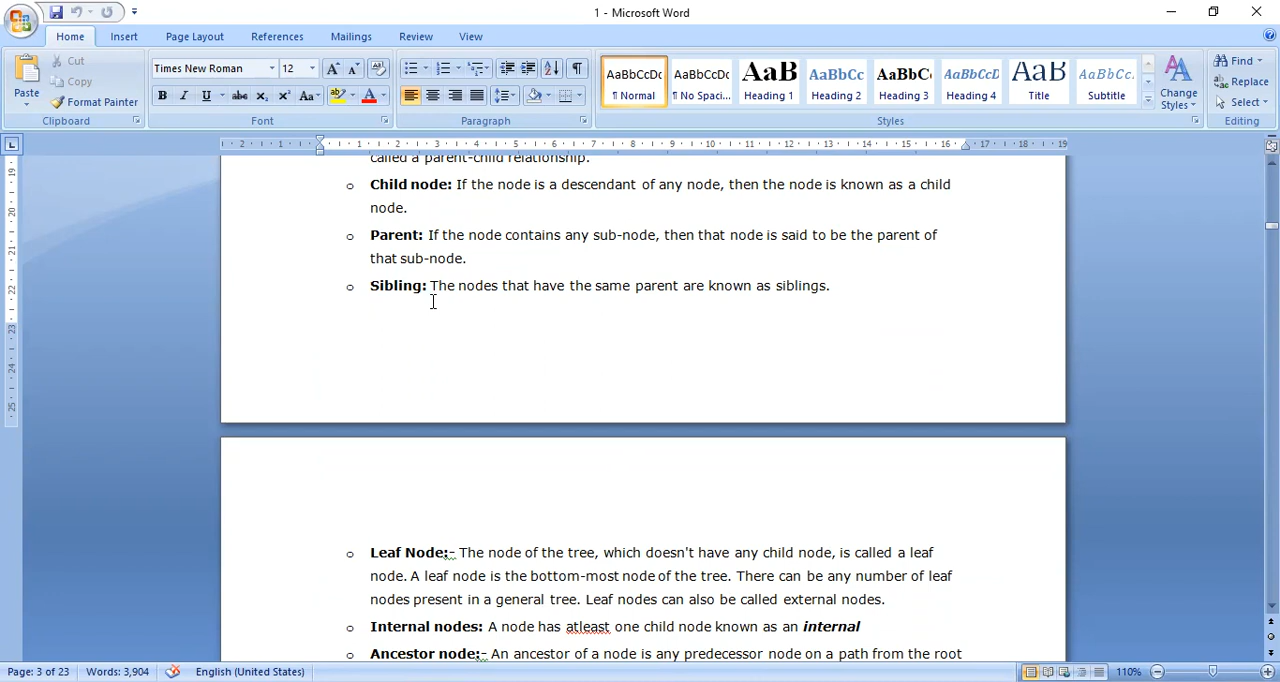 1 - Microsoft Word
Home Insert Page Layout References Mailings Review View
Paste
Cut
Copy
Format Painter
Clipboard
Times New Roman 12
Font
Paragraph
AaBbCcDc AaBbCcDc AaB AaBbCc AaBbC AaBbCcD AaB AaBbCc.
¶ Normal ¶ No Spaci... Heading 1 Heading 2 Heading 3 Heading 4 Title Subtitle
Change Styles
Styles
Find
Replace
Select
Editing
called a parent-child relationship.
o Child node: If the node is a descendant of any node, then the node is known as a child
node.
o Parent: If the node contains any sub-node, then that node is said to be the parent of
that sub-node.
o Sibling: The nodes that have the same parent are known as siblings.
o Leaf Node:- The node of the tree, which doesn't have any child node, is called a leaf
node. A leaf node is the bottom-most node of the tree. There can be any number of leaf
nodes present in a general tree. Leaf nodes can also be called external nodes.
o Internal nodes: A node has atleast one child node known as an internal
o Ancestor node:- An ancestor of a node is any predecessor node on a path from the root
Page: 3 of 23 Words: 3,904 English (United States) 110%